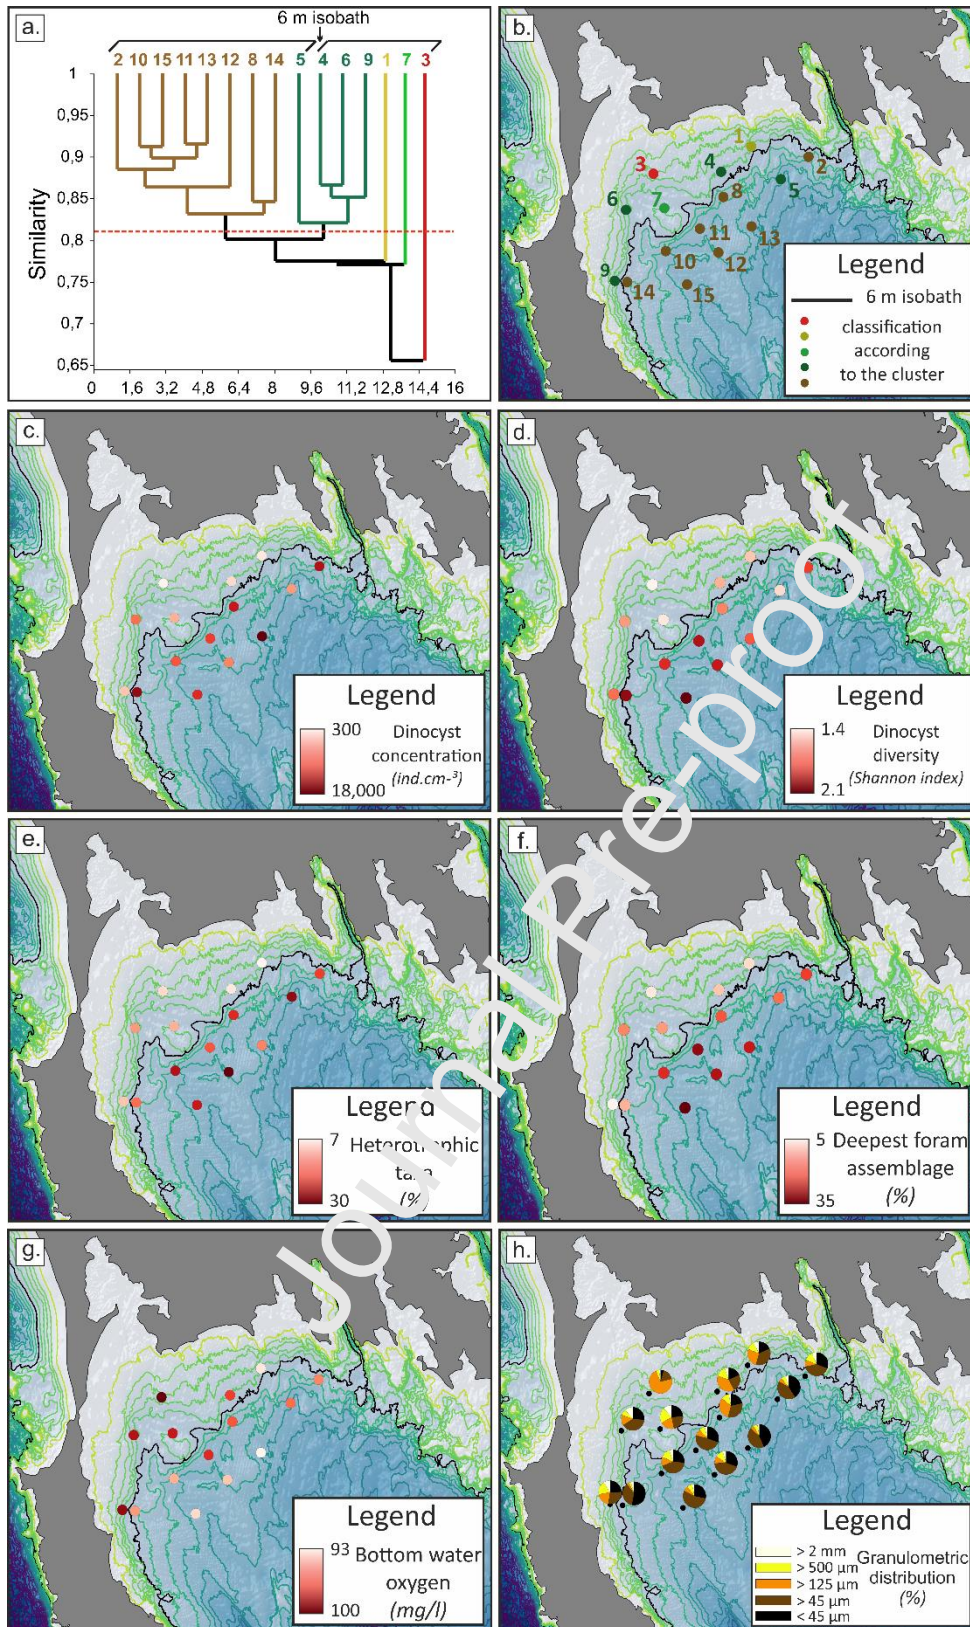 a.
6 m isobath
2 10 15 11 13 12 8 14 5 4 6 9 1 7 3
Similarity
1
0,95
0,9
0,85
0,8
0,75
0,7
0,65
0 1,6 3,2 4,8 6,4 8 9,6 11,2 12,8 14,4 16
b.
1
2
3
4
5
6
7
8
11
13
10
12
9
14
15
Legend
6 m isobath
classification
according
to the cluster
c.
Legend
300
Dinocyst
concentration
(ind.cm-³)
18,000
d.
Legend
1.4
Dinocyst
diversity
(Shannon index)
2.1
e.
Legend
7
Heterotrophic
taxa
(%)
30
f.
Legend
5 Deepest foram
assemblage
(%)
35
g.
Legend
93 Bottom water
oxygen
(mg/l)
100
h.
Legend
> 2 mm
> 500 µm
> 125 µm
> 45 µm
< 45 µm
Granulometric
distribution
(%)
Journal Pre-proof